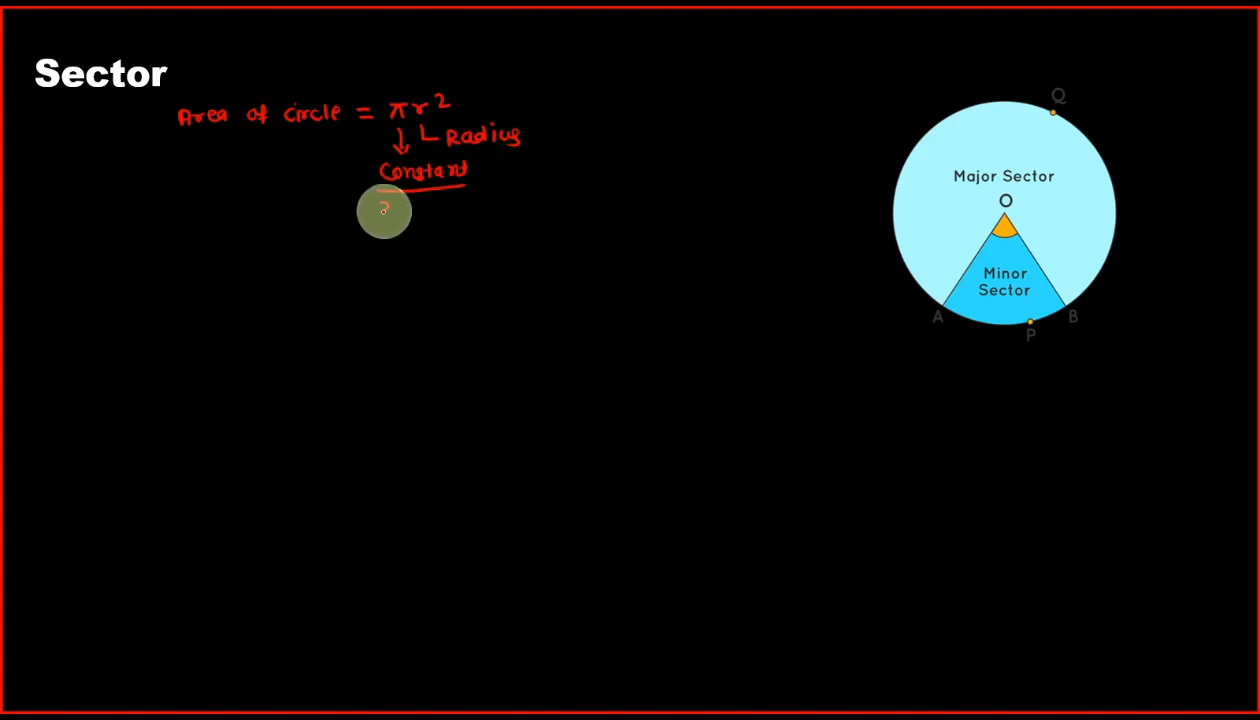 Sector
Area of circle = πr²
Radius
Constant
Q
Major Sector
O
Minor
Sector
A
B
P